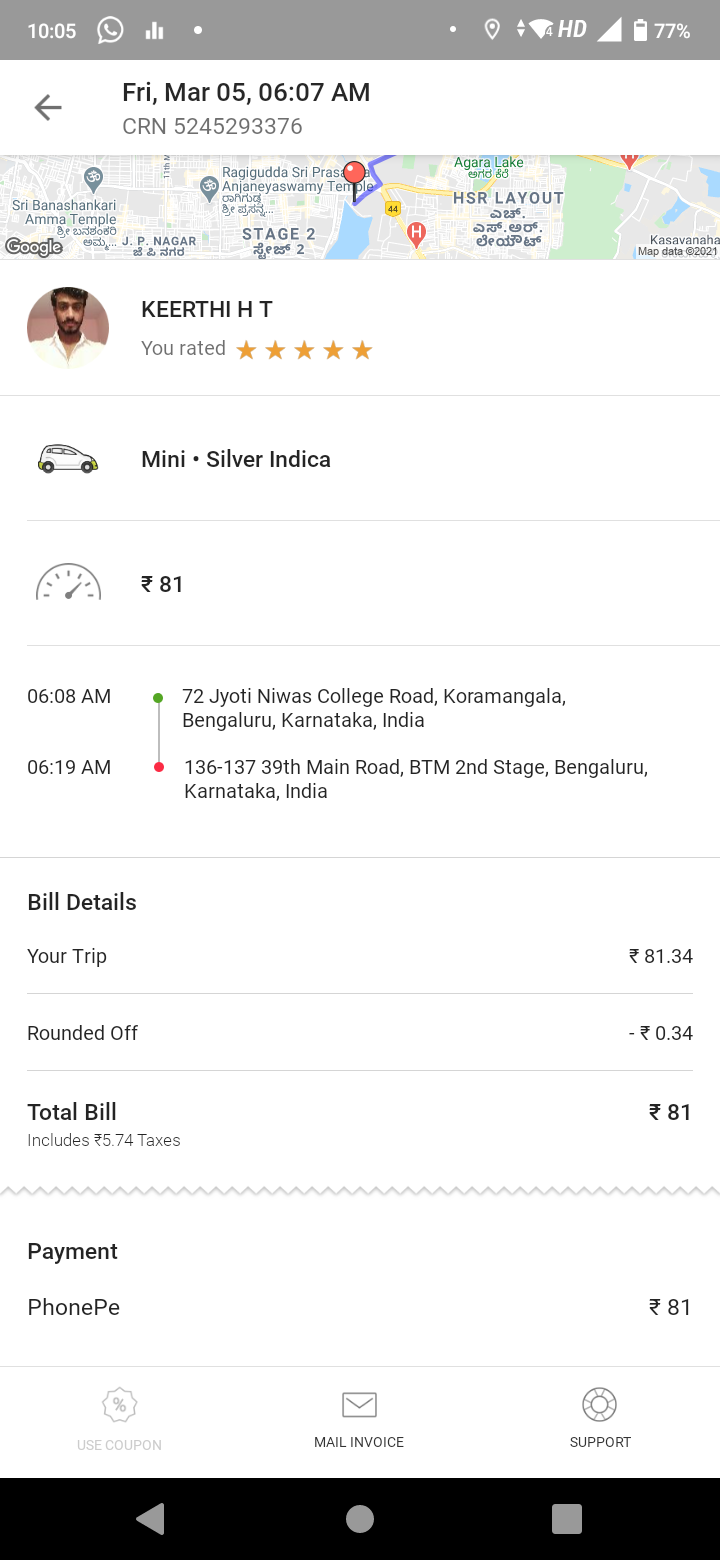 10:05
4 HD 77%
Fri, Mar 05, 06:07 AM
CRN 5245293376
11th M
Sri Banashankari
Amma Temple
ಶ್ರೀ ಬನಶಂಕರಿ
ಅಮ್ಮ...
Ragigudda Sri Prasanna
Anjaneyaswamy Temple
ರಾಗಿಗುಡ್ಡ
ಶ್ರೀ ಪ್ರಸನ್ನ...
Agara Lake
ಅಗರ ಕೆರೆ
44
H
H
HSR LAYOUT
ಎಚ್.
ಎಸ್.ಆರ್.
ಲೇಯೌಟ್
STAGE 2
ಸ್ಟೇಜ್ 2
J. P. NAGAR
ಜೆ ಪಿ ನಗರ
Kasavanaha
Google
Map data ©2021
KEERTHI H T
You rated
Mini • Silver Indica
₹ 81
06:08 AM 72 Jyoti Niwas College Road, Koramangala,
Bengaluru, Karnataka, India
06:19 AM 136-137 39th Main Road, BTM 2nd Stage, Bengaluru,
Karnataka, India
Bill Details
Your Trip ₹ 81.34
Rounded Off - ₹ 0.34
Total Bill ₹ 81
Includes ₹5.74 Taxes
Payment
PhonePe ₹ 81
%
USE COUPON MAIL INVOICE SUPPORT